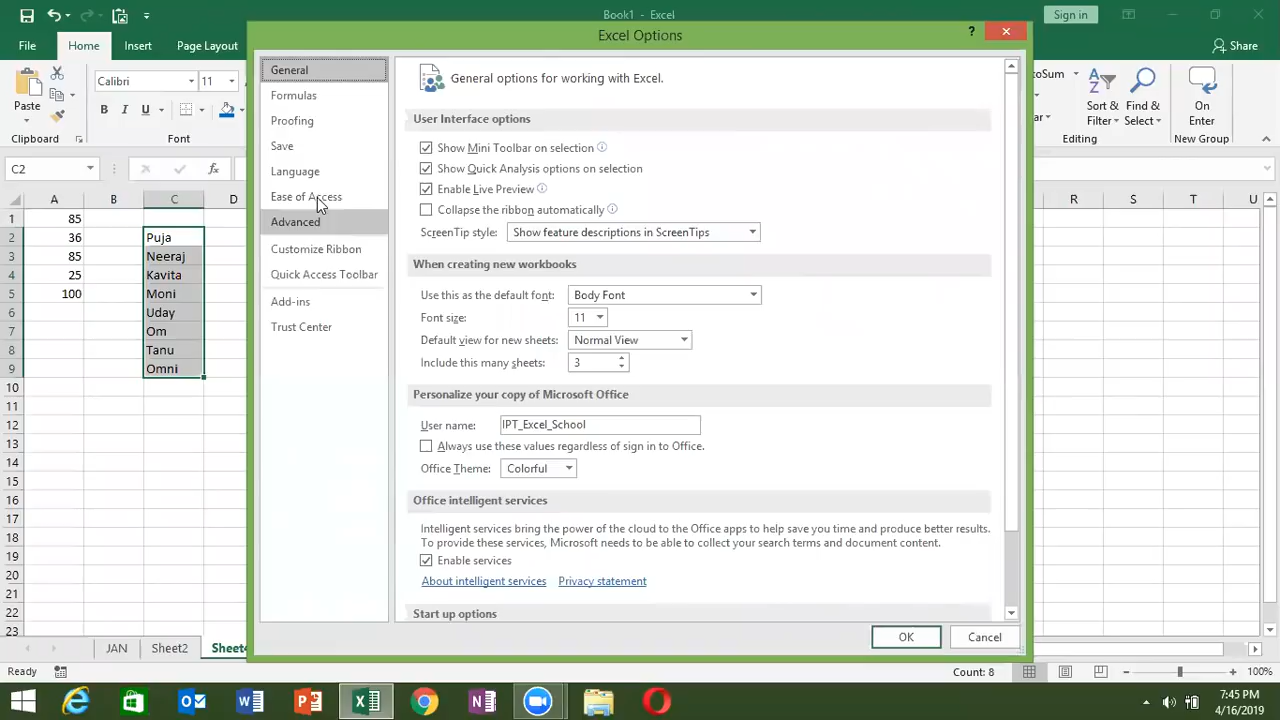 Book1 - Excel
Sign in
File
Home
Insert
Page Layout
Share
Excel Options
?
Paste
Clipboard
Calibri
11
B I U
Font
AutoSum
Sort &
Filter
Find &
Select
Editing
On
Enter
New Group
C2
fx
A B C D R S T U
1 85
2 36 Puja
3 85 Neeraj
4 25 Kavita
5 100 Moni
6 Uday
7 Om
8 Tanu
9 Omni
10
11
12
13
14
15
16
17
18
19
20
21
22
23
General
Formulas
Proofing
Save
Language
Ease of Access
Advanced
Customize Ribbon
Quick Access Toolbar
Add-ins
Trust Center
General options for working with Excel.
User Interface options
Show Mini Toolbar on selection
Show Quick Analysis options on selection
Enable Live Preview
Collapse the ribbon automatically
ScreenTip style: Show feature descriptions in ScreenTips
When creating new workbooks
Use this as the default font: Body Font
Font size: 11
Default view for new sheets: Normal View
Include this many sheets: 3
Personalize your copy of Microsoft Office
User name: IPT_Excel_School
Always use these values regardless of sign in to Office.
Office Theme: Colorful
Office intelligent services
Intelligent services bring the power of the cloud to the Office apps to help save you time and produce better results.
To provide these services, Microsoft needs to be able to collect your search terms and document content.
Enable services
About intelligent services Privacy statement
Start up options
OK Cancel
JAN Sheet2 Sheet4
Ready
Count: 8
100%
7:45 PM
4/16/2019